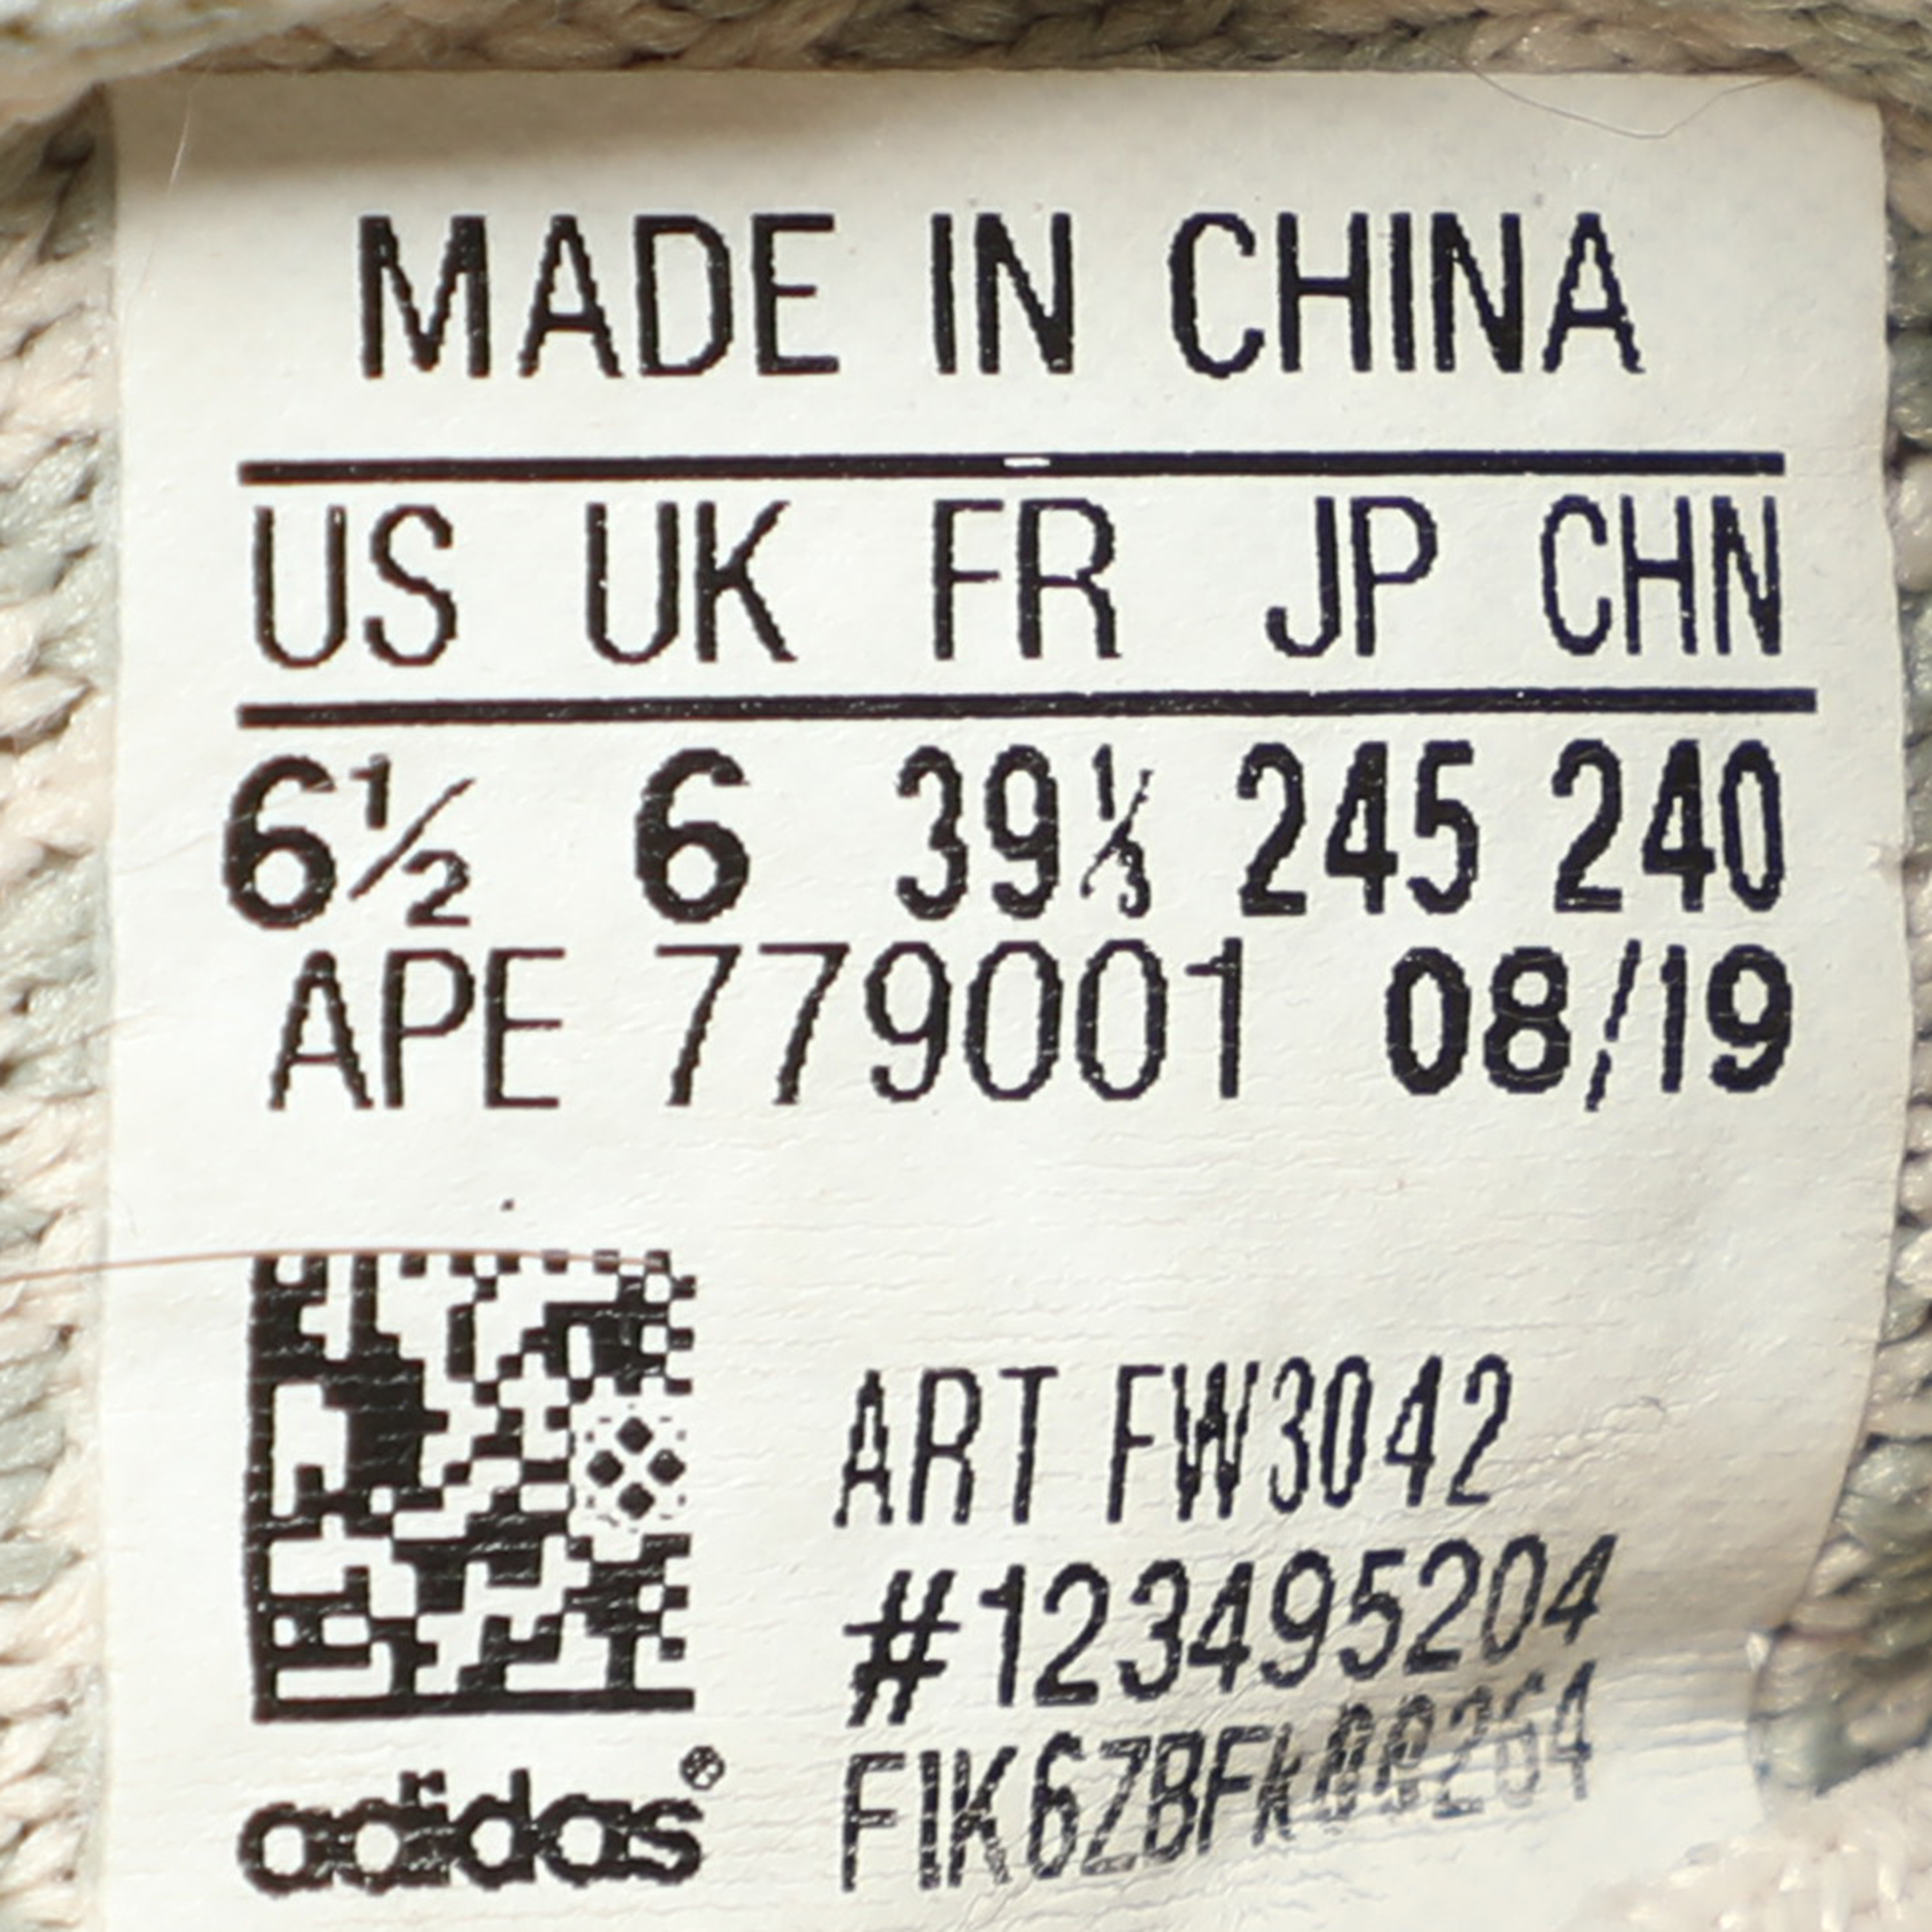 MADE IN CHINA
US UK FR JP CHN
6½ 6 39⅓ 245 240
APE 779001 08/19
ART FW3042
#123495204
adidas®